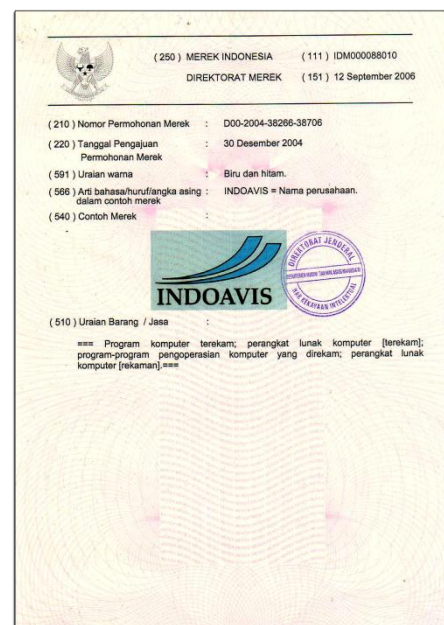 ( 250 ) MEREK INDONESIA ( 111 ) IDM000088010
DIREKTORAT MEREK ( 151 ) 12 September 2006
( 210 ) Nomor Permohonan Merek : D00-2004-38266-38706
( 220 ) Tanggal Pengajuan : 30 Desember 2004
Permohonan Merek
( 591 ) Uraian warna : Biru dan hitam.
( 566 ) Arti bahasa/huruf/angka asing : INDOAVIS = Nama perusahaan.
dalam contoh merek
( 540 ) Contoh Merek :
INDOAVIS
DIREKTORAT JENDERAL
HAK KEKAYAAN INTELEKTUAL
( 510 ) Uraian Barang / Jasa :
=== Program komputer terekam; perangkat lunak komputer [terekam];
program-program pengoperasian komputer yang direkam; perangkat lunak
komputer [rekaman].===